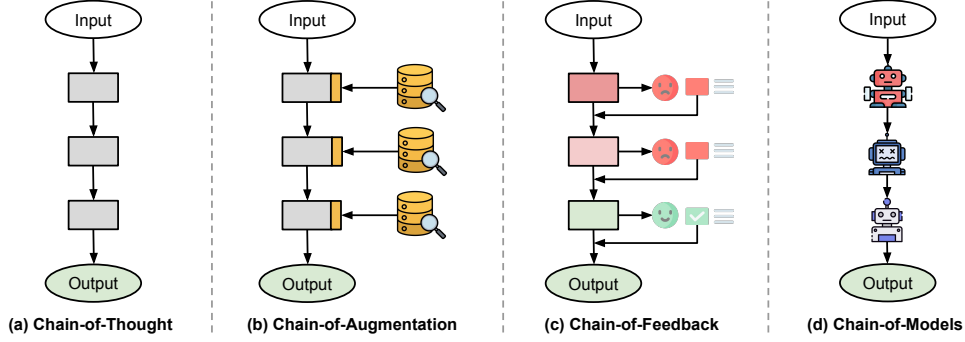 Input
Input
Input
Input
Output
Output
Output
Output
(a) Chain-of-Thought
(b) Chain-of-Augmentation
(c) Chain-of-Feedback
(d) Chain-of-Models